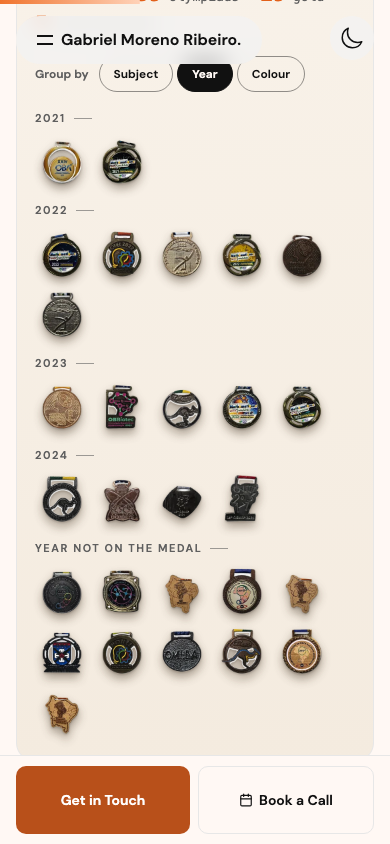 Gabriel Moreno Ribeiro.
Group by
Subject
Year
Colour
2021
2022
2023
2024
YEAR NOT ON THE MEDAL
Get in Touch
Book a Call